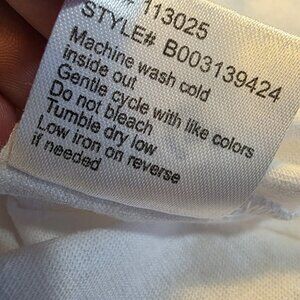 113025
STYLE# B003139424
Machine wash cold
inside out
Gentle cycle with like colors
Do not bleach
Tumble dry low
Low iron on reverse
if needed